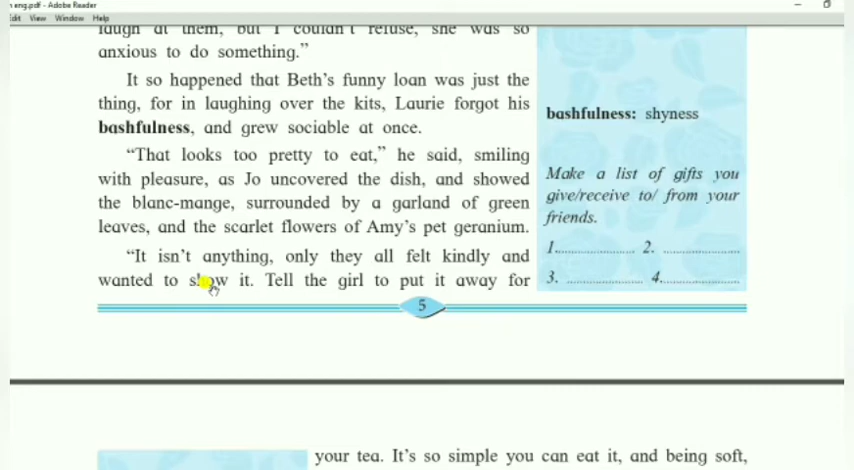 eng.pdf - Adobe Reader
Edit View Window Help
laugh at them, but I couldn't refuse, she was so
anxious to do something."
It so happened that Beth's funny loan was just the
thing, for in laughing over the kits, Laurie forgot his
bashfulness, and grew sociable at once.
"That looks too pretty to eat," he said, smiling
with pleasure, as Jo uncovered the dish, and showed
the blanc-mange, surrounded by a garland of green
leaves, and the scarlet flowers of Amy's pet geranium.
"It isn't anything, only they all felt kindly and
wanted to show it. Tell the girl to put it away for
bashfulness: shyness
Make a list of gifts you
give/receive to/ from your
friends.
1.................... 2. ....................
3. .................... 4.....................
5
your tea. It's so simple you can eat it, and being soft,